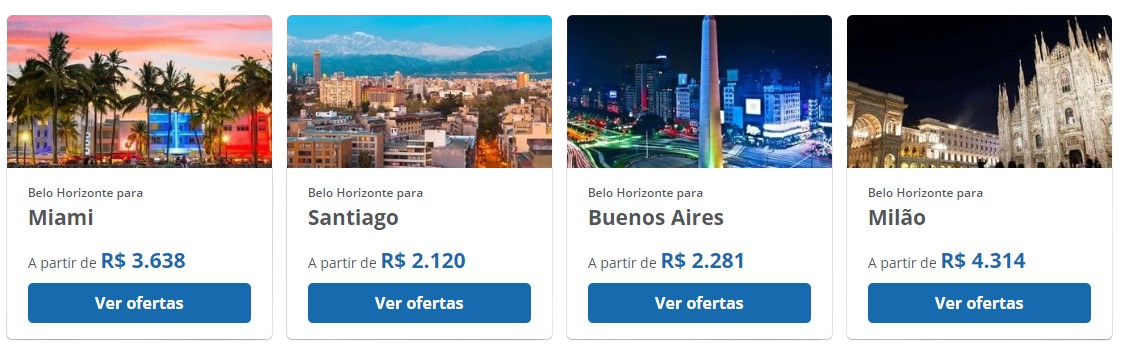 Belo Horizonte para
Miami
A partir de R$ 3.638
Ver ofertas
Belo Horizonte para
Santiago
A partir de R$ 2.120
Ver ofertas
Belo Horizonte para
Buenos Aires
A partir de R$ 2.281
Ver ofertas
Belo Horizonte para
Milão
A partir de R$ 4.314
Ver ofertas